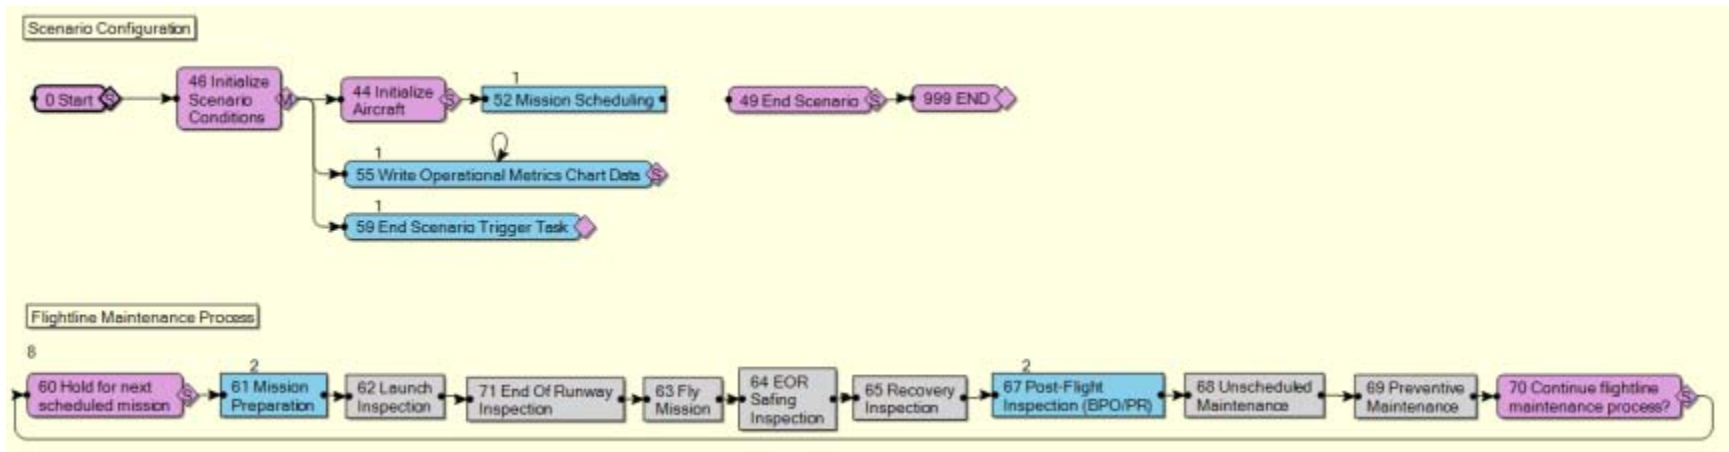 Scenario Configuration
0 Start S
46 Initialize
Scenario
Conditions
M
44 Initialize
Aircraft
S
1
52 Mission Scheduling
49 End Scenario S
999 END
1
55 Write Operational Metrics Chart Data S
1
59 End Scenario Trigger Task
Flightline Maintenance Process
8
60 Hold for next
scheduled mission
S
2
61 Mission
Preparation
62 Launch
Inspection
71 End Of Runway
Inspection
63 Fly
Mission
64 EOR
Safing
Inspection
65 Recovery
Inspection
2
67 Post-Flight
Inspection (BPO/PR)
68 Unscheduled
Maintenance
69 Preventive
Maintenance
70 Continue flightline
maintenance process?
S